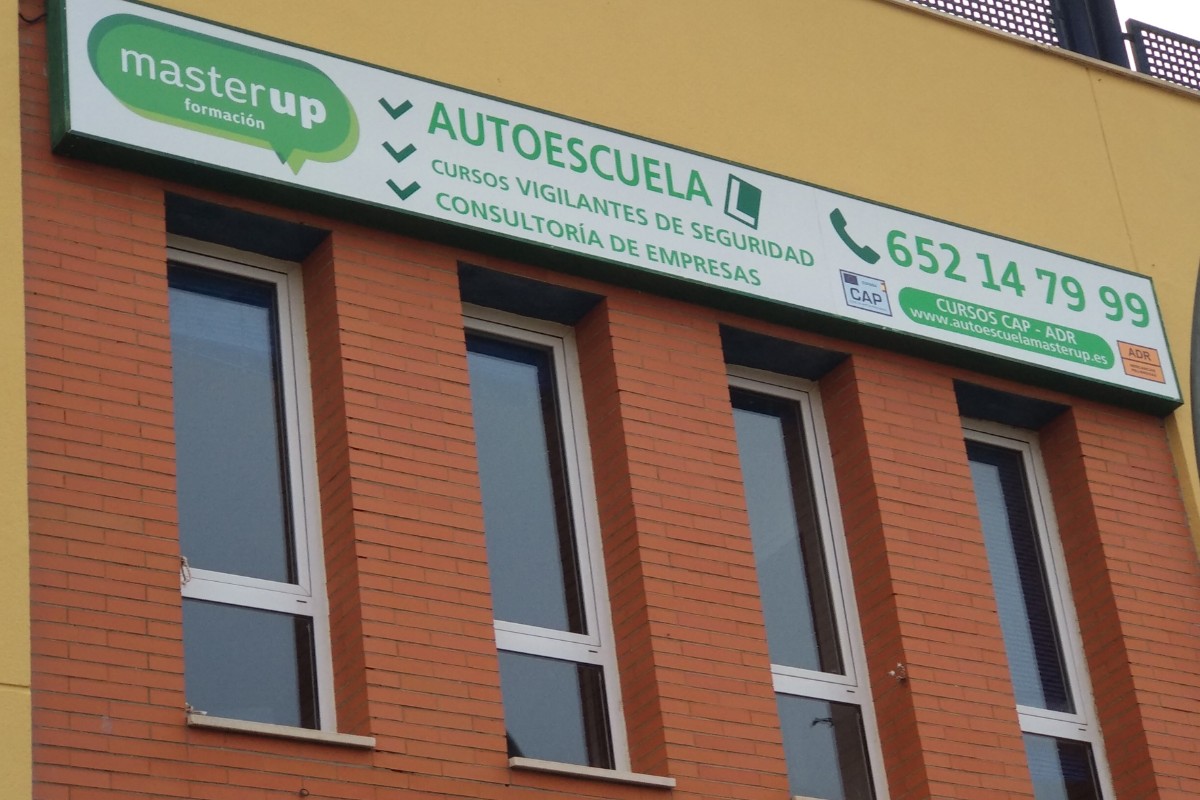 masterup
formación
AUTOESCUELA L
CURSOS VIGILANTES DE SEGURIDAD
CONSULTORÍA DE EMPRESAS
652 14 79 99
CAP
CURSOS CAP - ADR
www.autoescuelamasterup.es
ADR